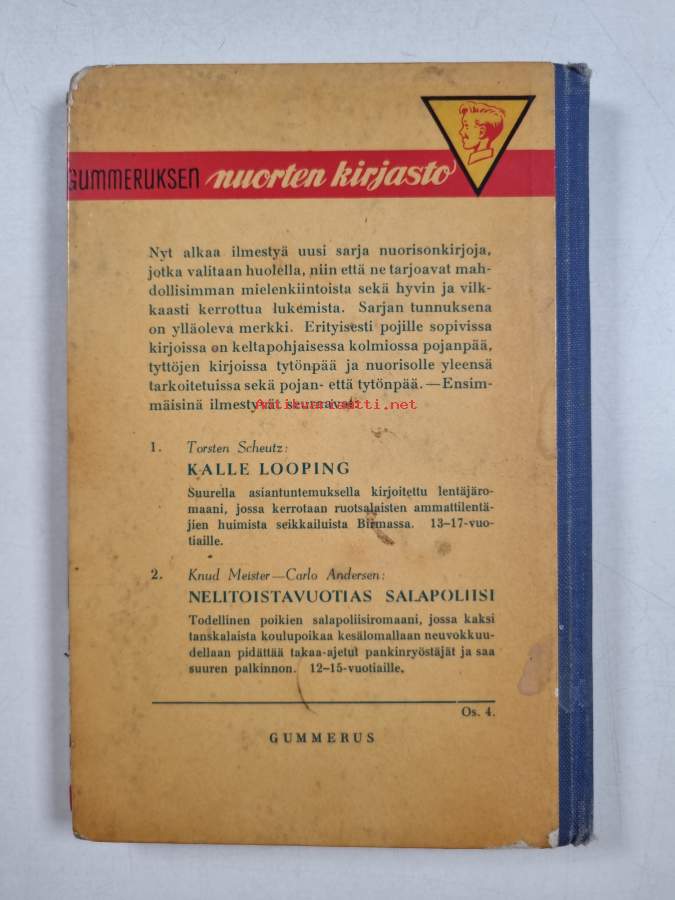 GUMMERUKSEN nuorten kirjasto
Nyt alkaa ilmestyä uusi sarja nuorisonkirjoja,
jotka valitaan huolella, niin että ne tarjoavat mah-
dollisimman mielenkiintoista sekä hyvin ja vilk-
kaasti kerrottua lukemista. Sarjan tunnuksena
on ylläoleva merkki. Erityisesti pojille sopivissa
kirjoissa on keltapohjaisessa kolmiossa pojanpää,
tyttöjen kirjoissa tytönpää ja nuorisolle yleensä
tarkoitetuissa sekä pojan- että tytönpää. — Ensim-
mäisinä ilmestyvät seuraavat:
Antikvariaatti.net
1. Torsten Scheutz:
KALLE LOOPING
Suurella asiantuntemuksella kirjoitettu lentäjäro-
maani, jossa kerrotaan ruotsalaisten ammattilentä-
jien huimista seikkailuista Birmassa. 13–17-vuo-
tiaille.
2. Knud Meister — Carlo Andersen:
NELITOISTAVUOTIAS SALAPOLIISI
Todellinen poikien salapoliisiromaani, jossa kaksi
tanskalaista koulupoikaa kesälomallaan neuvokkuu-
dellaan pidättää takaa-ajetut pankinryöstäjät ja saa
suuren palkinnon. 12–15-vuotiaille.
Os. 4.
GUMMERUS